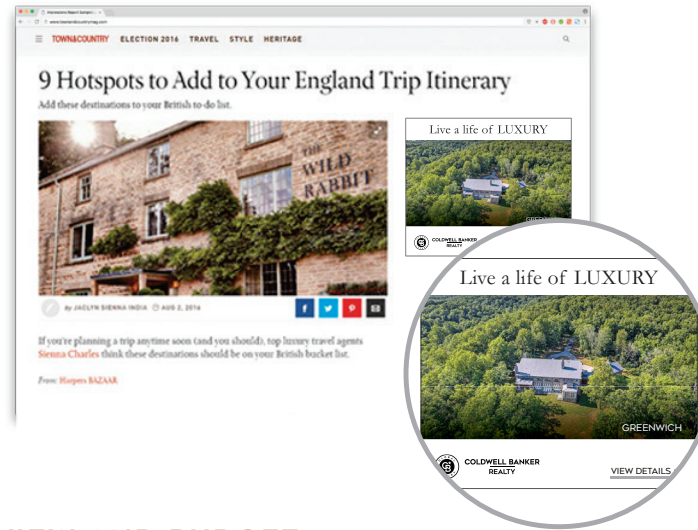 www.townandcountrymag.com
TOWN&COUNTRY ELECTION 2016 TRAVEL STYLE HERITAGE
9 Hotspots to Add to Your England Trip Itinerary
Add these destinations to your British to-do list.
THE
WILD
RABBIT
by JACLYN SIENNA INDIA AUG 2, 2016
If you're planning a trip anytime soon (and you should), top luxury travel agents
Sienna Charles think these destinations should be on your British bucket list.
From: Harpers BAZAAR
Live a life of LUXURY
GREENWICH
COLDWELL BANKER
REALTY
Live a life of LUXURY
GREENWICH
COLDWELL BANKER
REALTY
VIEW DETAILS